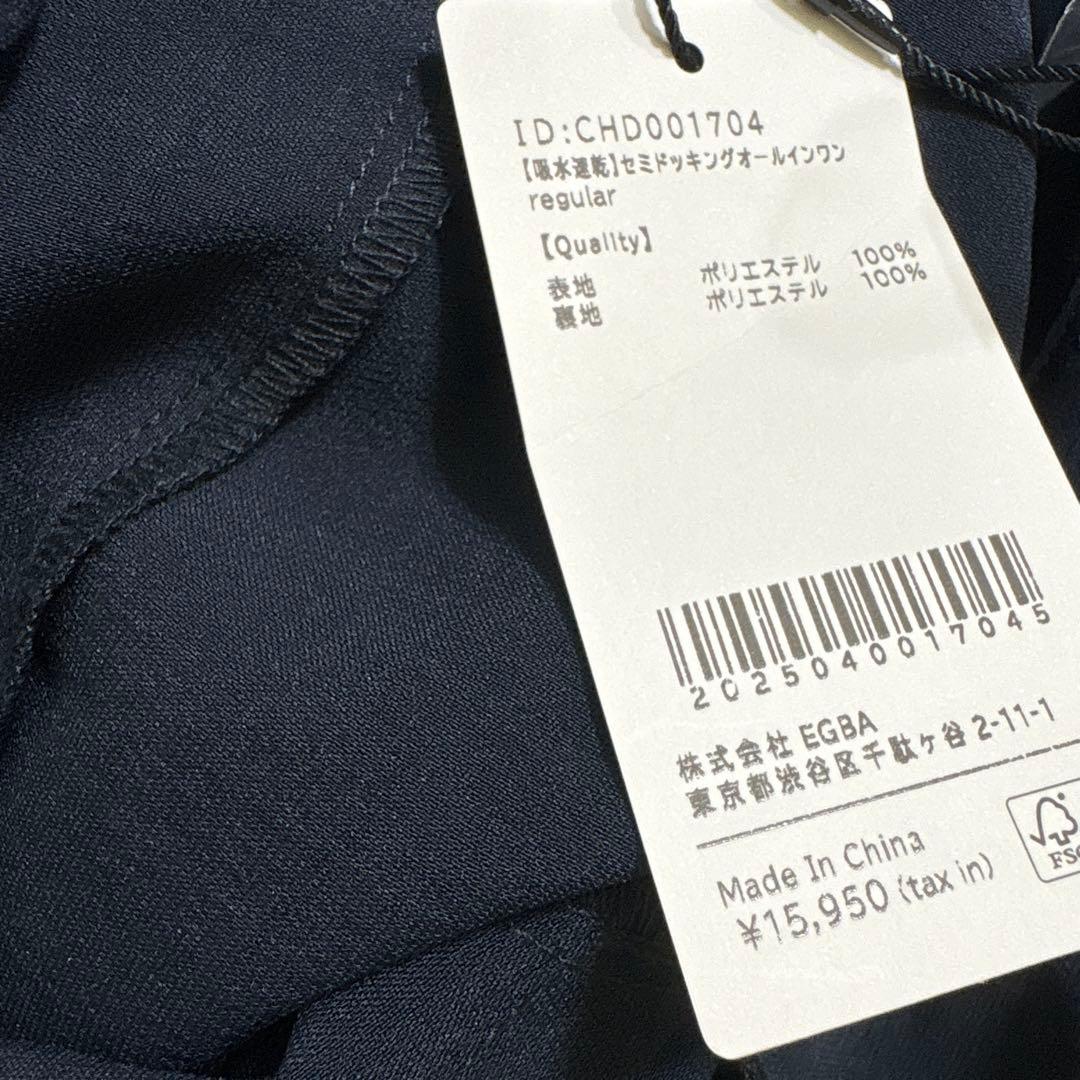 ID:CHD001704
【吸水速乾】セミドッキングオールインワン
regular
【Quality】
表地 ポリエステル 100%
裏地 ポリエステル 100%
2025040017045
株式会社 EGBA
東京都渋谷区千駄ヶ谷2-11-1
Made In China
¥15,950 (tax in)
FSC